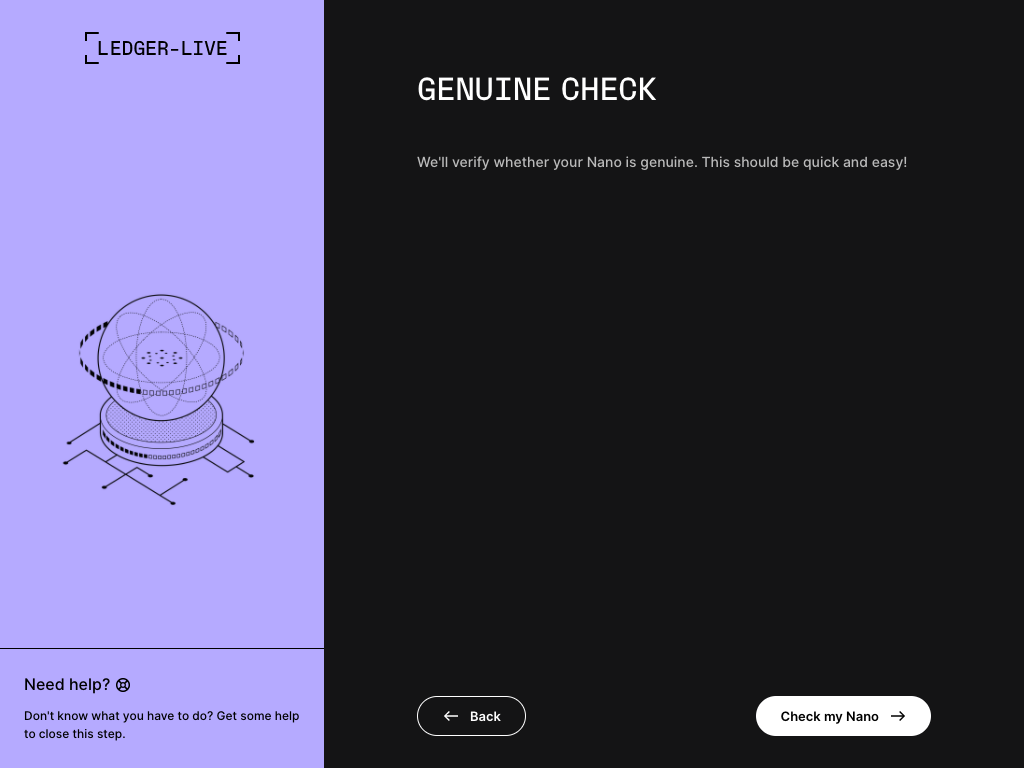 LEDGER-LIVE
GENUINE CHECK
We'll verify whether your Nano is genuine. This should be quick and easy!
Need help?
Don't know what you have to do? Get some help
to close this step.
Back
Check my Nano